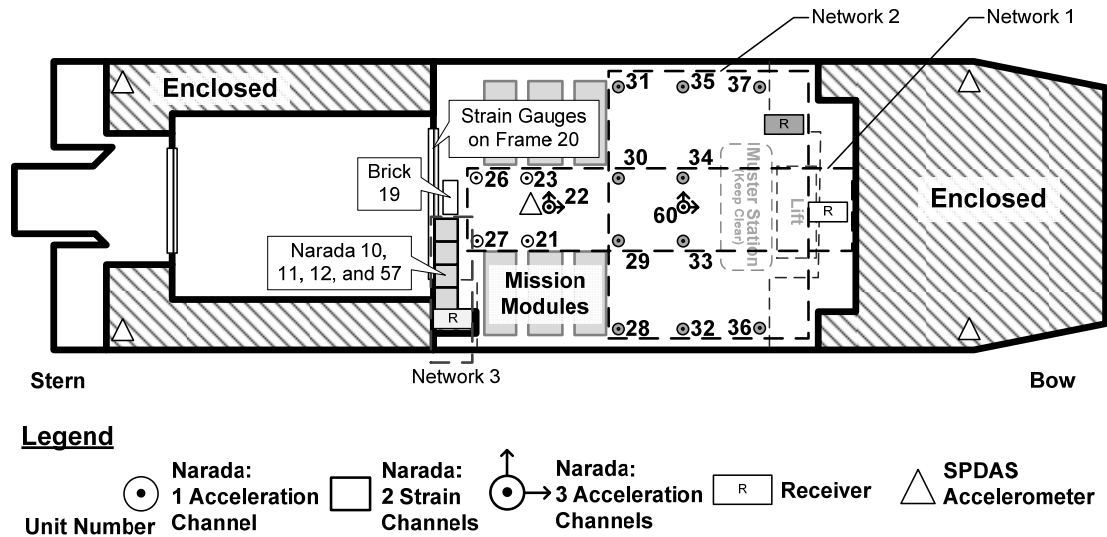 Network 2
Network 1
Enclosed
31
35
37
Strain Gauges
on Frame 20
R
30
34
Brick
19
26
23
22
60
Muster Station
(Keep Clear)
Lift
R
Enclosed
27
21
29
33
Narada 10,
11, 12, and 57
Mission
Modules
R
28
32
36
Network 3
Stern
Bow
Legend
Unit Number
Narada:
1 Acceleration
Channel
Narada:
2 Strain
Channels
Narada:
3 Acceleration
Channels
R
Receiver
SPDAS
Accelerometer